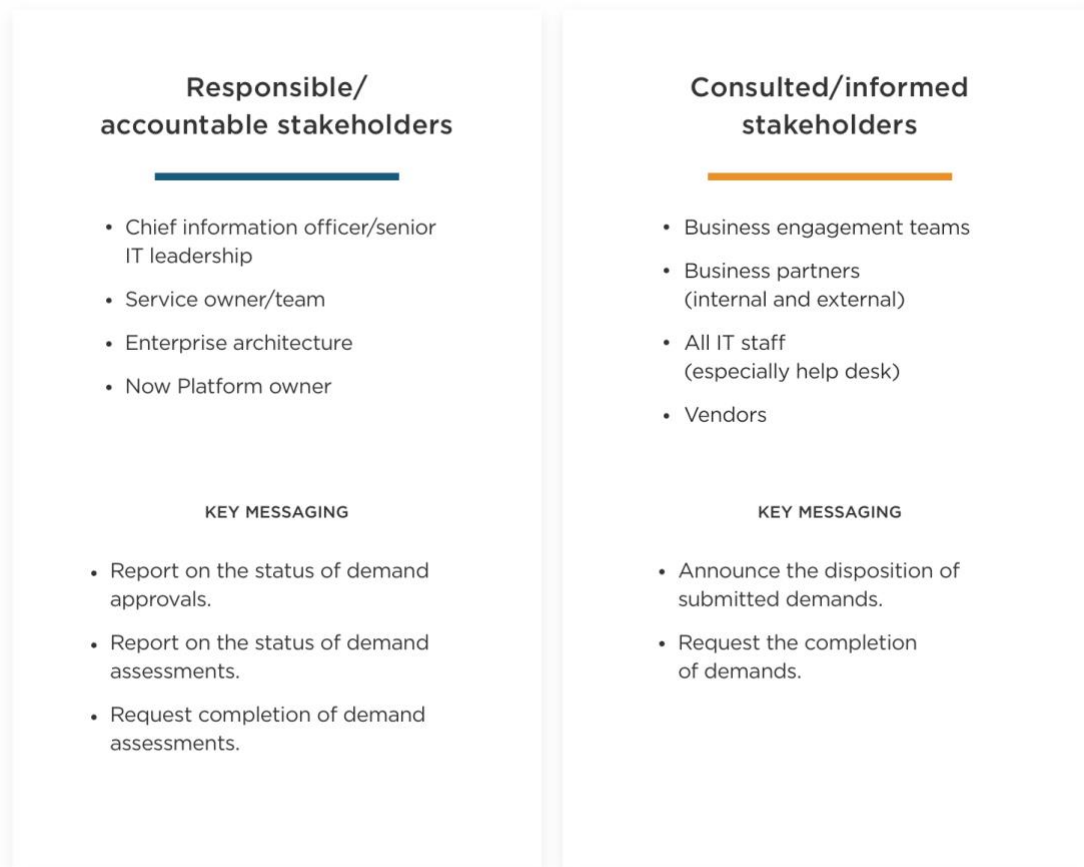 Responsible/
accountable stakeholders
• Chief information officer/senior
IT leadership
• Service owner/team
• Enterprise architecture
• Now Platform owner
KEY MESSAGING
• Report on the status of demand
approvals.
• Report on the status of demand
assessments.
• Request completion of demand
assessments.
Consulted/informed
stakeholders
• Business engagement teams
• Business partners
(internal and external)
• All IT staff
(especially help desk)
• Vendors
KEY MESSAGING
• Announce the disposition of
submitted demands.
• Request the completion
of demands.